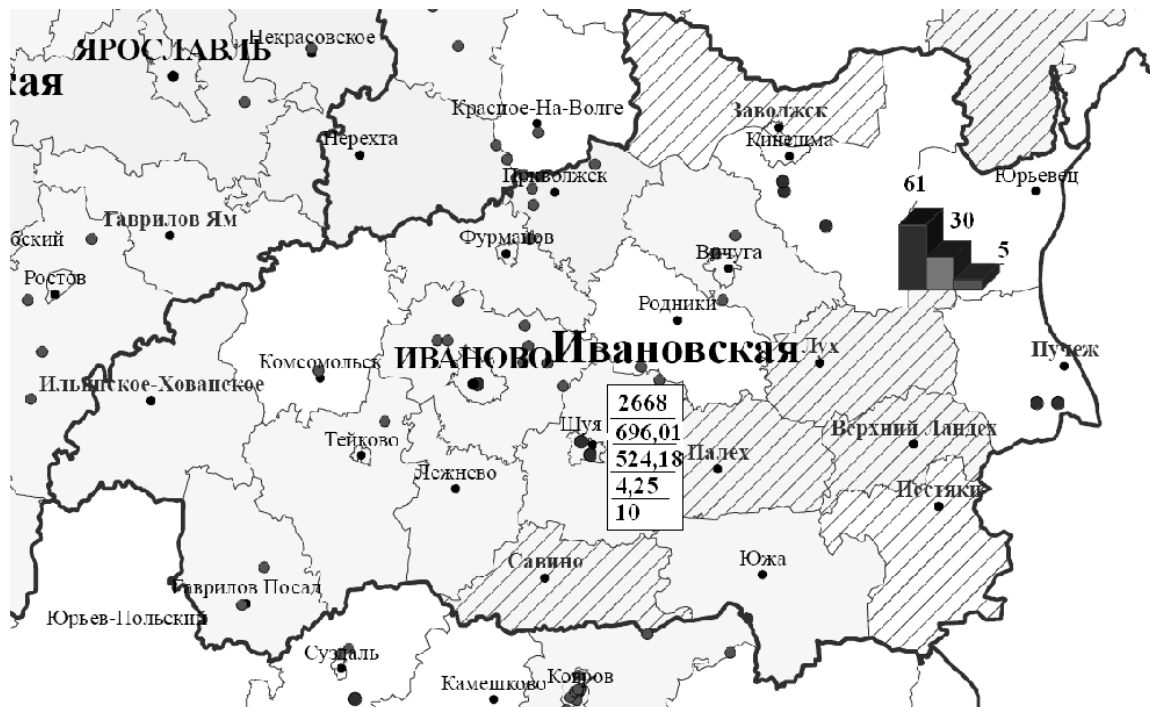 Некрасовское
ЯРОСЛАВЛЬ
кая
Красное-На-Волге
Заволжск
Нерехта
Кинешма
Приволжск
Юрьевец
61
Гаврилов Ям
30
бский
Фурманов
Вичуга
5
Ростов
Родники
Ивановская
Лух
Пучеж
Комсомольск
ИВАНОВО
Ильинское-Хованское
2668
Шуя
696,01
Верхний Ландех
Тейково
524,18
Палех
Лежнево
4,25
Пестяки
10
Савино
Южа
Гаврилов Посад
Юрьев-Польский
Суздаль
Камешково
Ковров